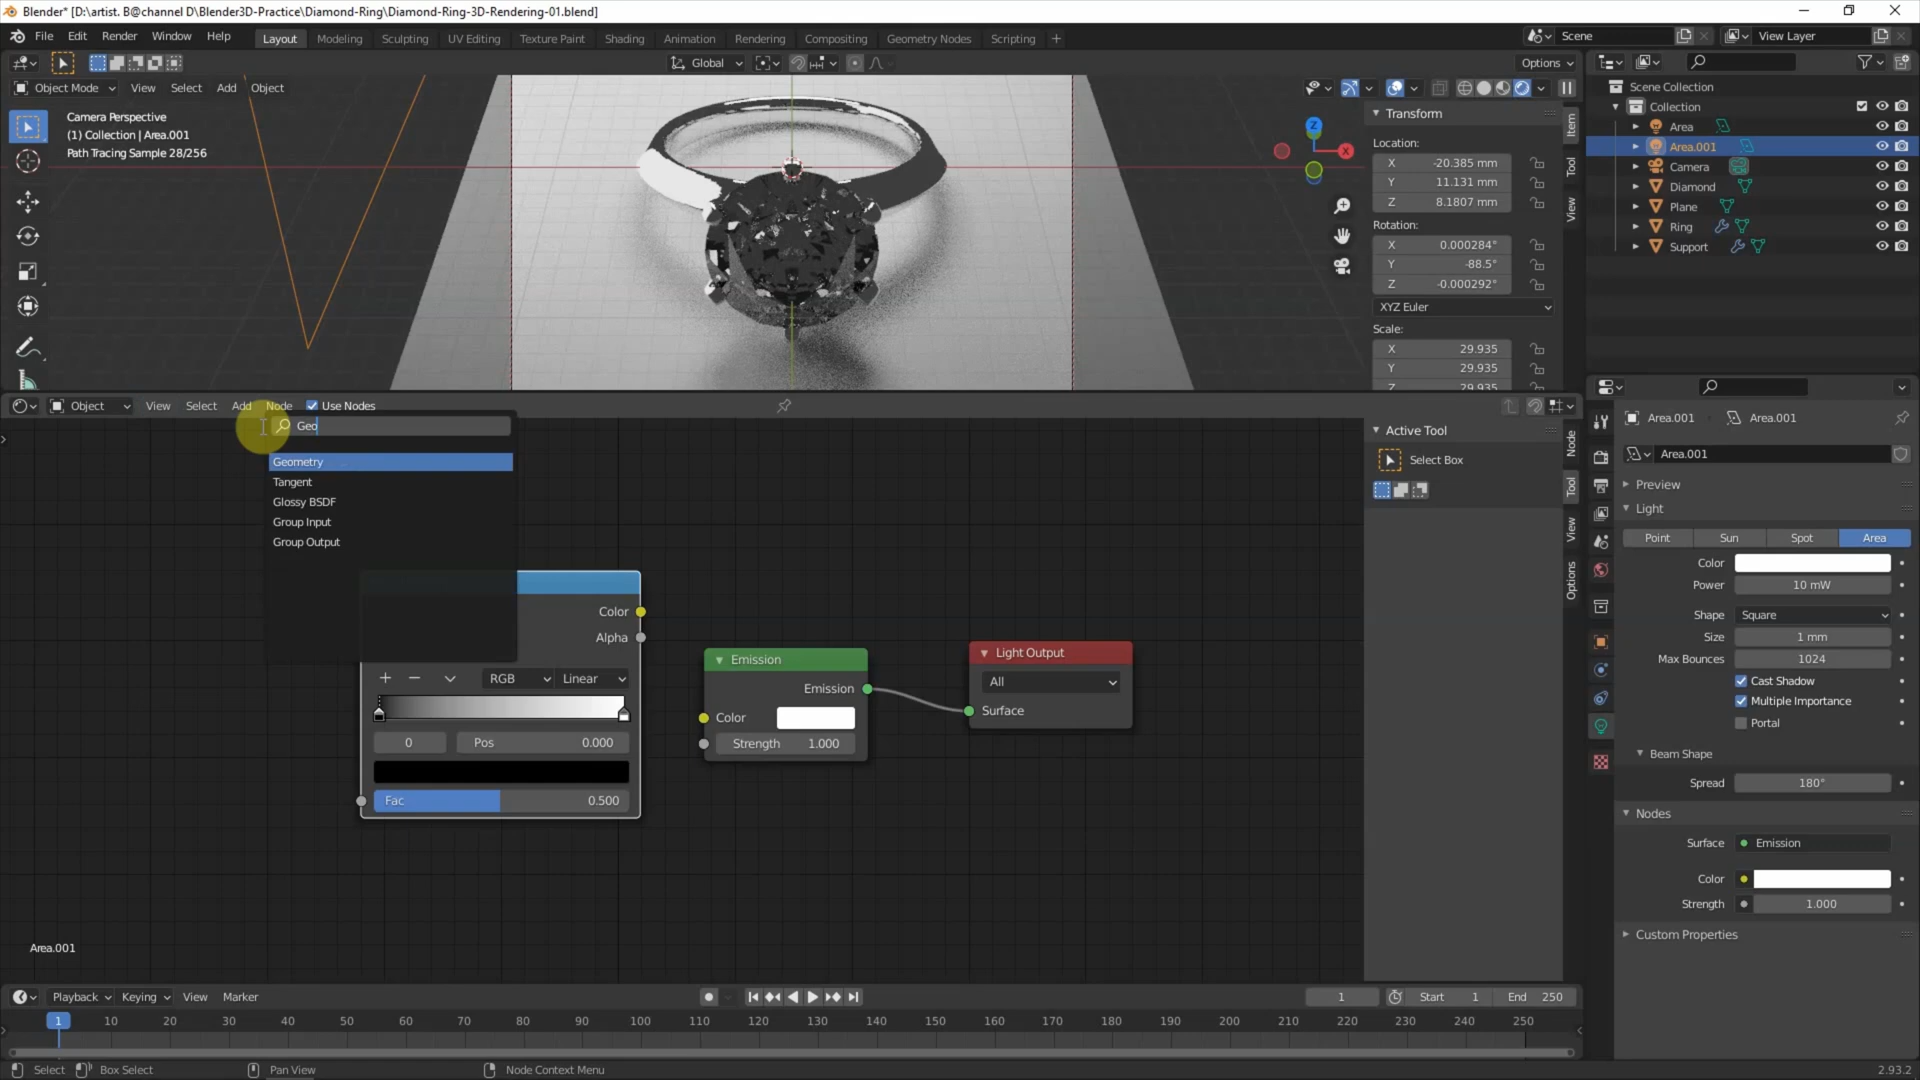 Blender* [D:\artist. B@channel D\Blender3D-Practice\Diamond-Ring\Diamond-Ring-3D-Rendering-01.blend]
File Edit Render Window Help
Layout Modeling Sculpting UV Editing Texture Paint Shading Animation Rendering Compositing Geometry Nodes Scripting +
Scene
View Layer
Global
Options
Object Mode View Select Add Object
Camera Perspective
(1) Collection | Area.001
Path Tracing Sample 28/256
Z
X
Transform
Location:
X -20.385 mm
Y 11.131 mm
Z 8.1807 mm
Rotation:
X 0.000284°
Y -88.5°
Z -0.000292°
XYZ Euler
Scale:
X 29.935
Y 29.935
Z 29.935
Item
Tool
View
Scene Collection
Collection
Area
Area.001
Camera
Diamond
Plane
Ring
Support
Object View Select Add Node Use Nodes
Geo
Geometry
Tangent
Glossy BSDF
Group Input
Group Output
Color
Alpha
RGB Linear
0 Pos 0.000
Fac 0.500
Emission
Emission
Color
Strength 1.000
Light Output
All
Surface
Area.001
Active Tool
Select Box
Node
Tool
View
Options
Area.001 Area.001
Area.001
Preview
Light
Point Sun Spot Area
Color
Power 10 mW
Shape Square
Size 1 mm
Max Bounces 1024
Cast Shadow
Multiple Importance
Portal
Beam Shape
Spread 180°
Nodes
Surface Emission
Color
Strength 1.000
Custom Properties
Playback Keying View Marker
1 Start 1 End 250
1 10 20 30 40 50 60 70 80 90 100 110 120 130 140 150 160 170 180 190 200 210 220 230 240 250
Select Box Select Pan View Node Context Menu 2.93.2